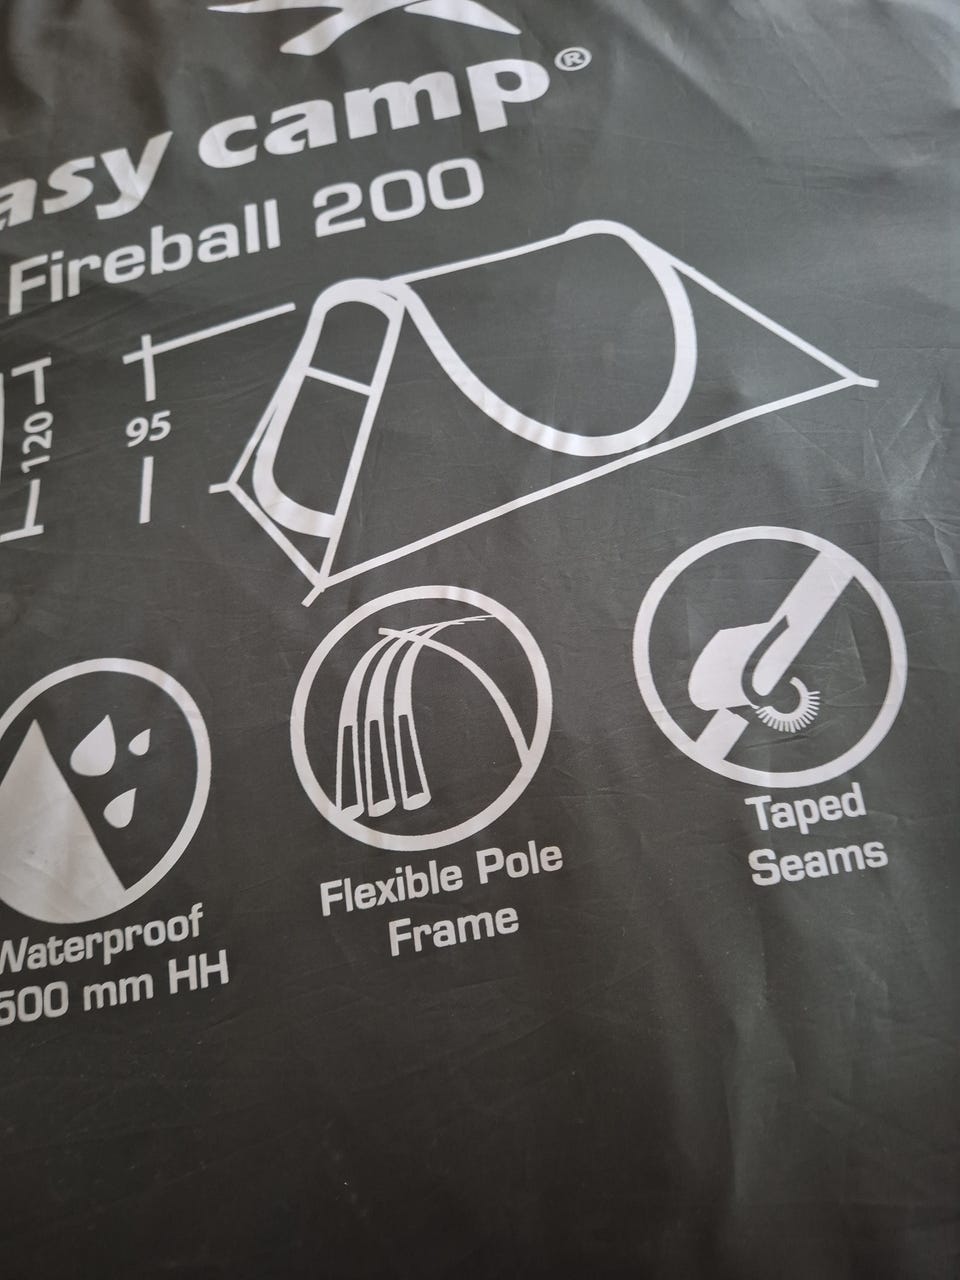 asy camp®
Fireball 200
120
95
Waterproof
500 mm HH
Flexible Pole
Frame
Taped
Seams